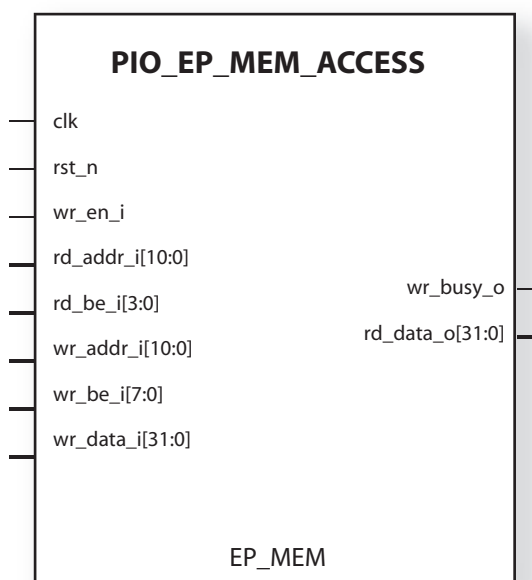 PIO_EP_MEM_ACCESS
clk
rst_n
wr_en_i
rd_addr_i[10:0]
rd_be_i[3:0]
wr_addr_i[10:0]
wr_be_i[7:0]
wr_data_i[31:0]
wr_busy_o
rd_data_o[31:0]
EP_MEM